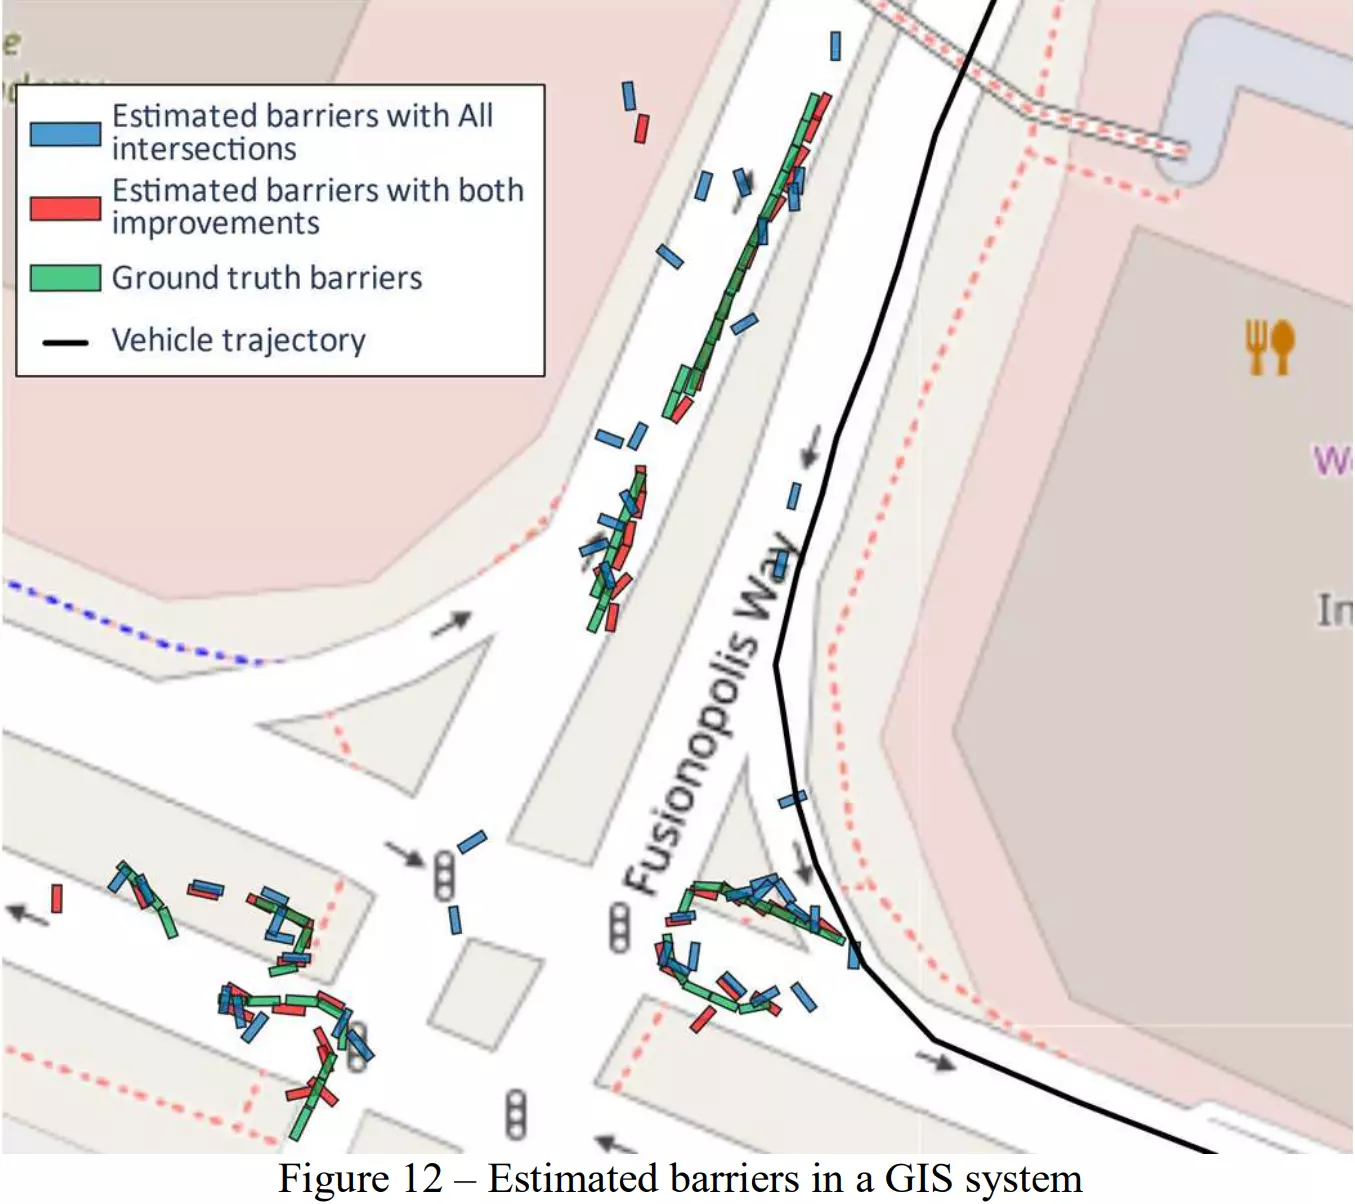 e
Estimated barriers with All
intersections
Estimated barriers with both
improvements
Ground truth barriers
Vehicle trajectory
Fusionopolis Way
W
In
Figure 12 – Estimated barriers in a GIS system